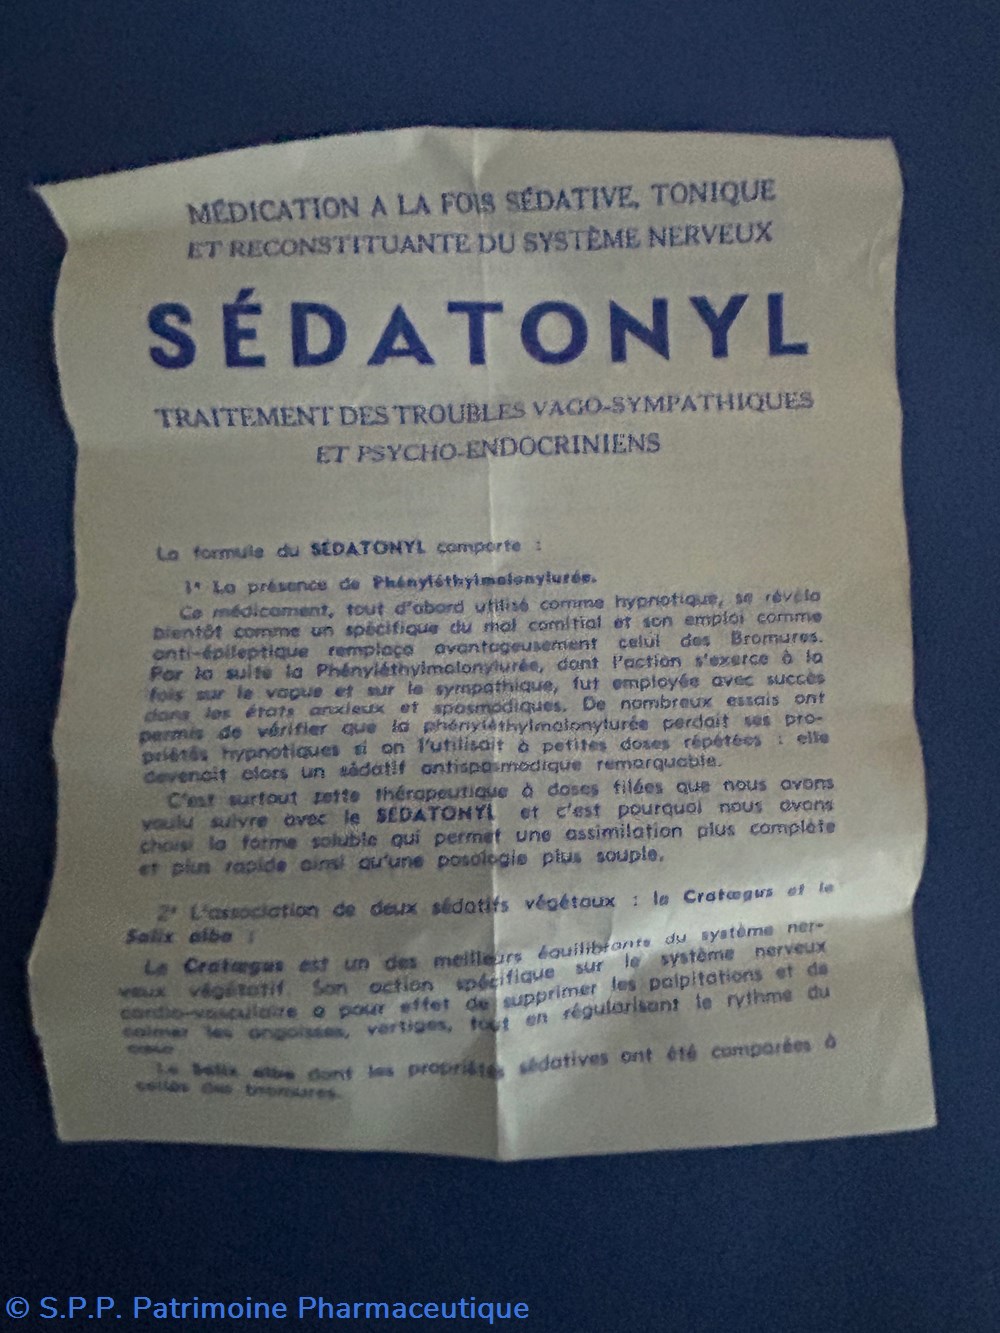 MÉDICATION A LA FOIS SÉDATIVE, TONIQUE
ET RECONSTITUANTE DU SYSTÈME NERVEUX
SÉDATONYL
TRAITEMENT DES TROUBLES VAGO-SYMPATHIQUES
ET PSYCHO-ENDOCRINIENS
La formule du SÉDATONYL comporte :
1° La présence de Phényléthylmalonylurée.
Ce médicament, tout d'abord utilisé comme hypnotique, se révéla
bientôt comme un spécifique du mal comitial et son emploi comme
anti-épileptique remplaça avantageusement celui des Bromures.
Par la suite la Phényléthylmalonylurée, dont l'action s'exerce à la
fois sur le vague et sur le sympathique, fut employée avec succès
dans les états anxieux et spasmodiques. De nombreux essais ont
permis de vérifier que la phényléthylmalonylurée perdait ses pro-
priétés hypnotiques si on l'utilisait à petites doses répétées : elle
devenait alors un sédatif antispasmodique remarquable.
C'est surtout cette thérapeutique à doses filées que nous avons
voulu suivre avec le SÉDATONYL et c'est pourquoi nous avons
choisi la forme soluble qui permet une assimilation plus complète
et plus rapide ainsi qu'une posologie plus souple.
2° L'association de deux sédatifs végétaux : le Cratœgus et le
Salix alba :
Le Cratœgus est un des meilleurs équilibrants du système ner-
veux végétatif. Son action spécifique sur le système nerveux
cardio-vasculaire a pour effet de supprimer les palpitations et de
calmer les angoisses, vertiges, tout en régularisant le rythme du
cœur.
Le Salix alba dont les propriétés sédatives ont été comparées à
celles des bromures.
© S.P.P. Patrimoine Pharmaceutique